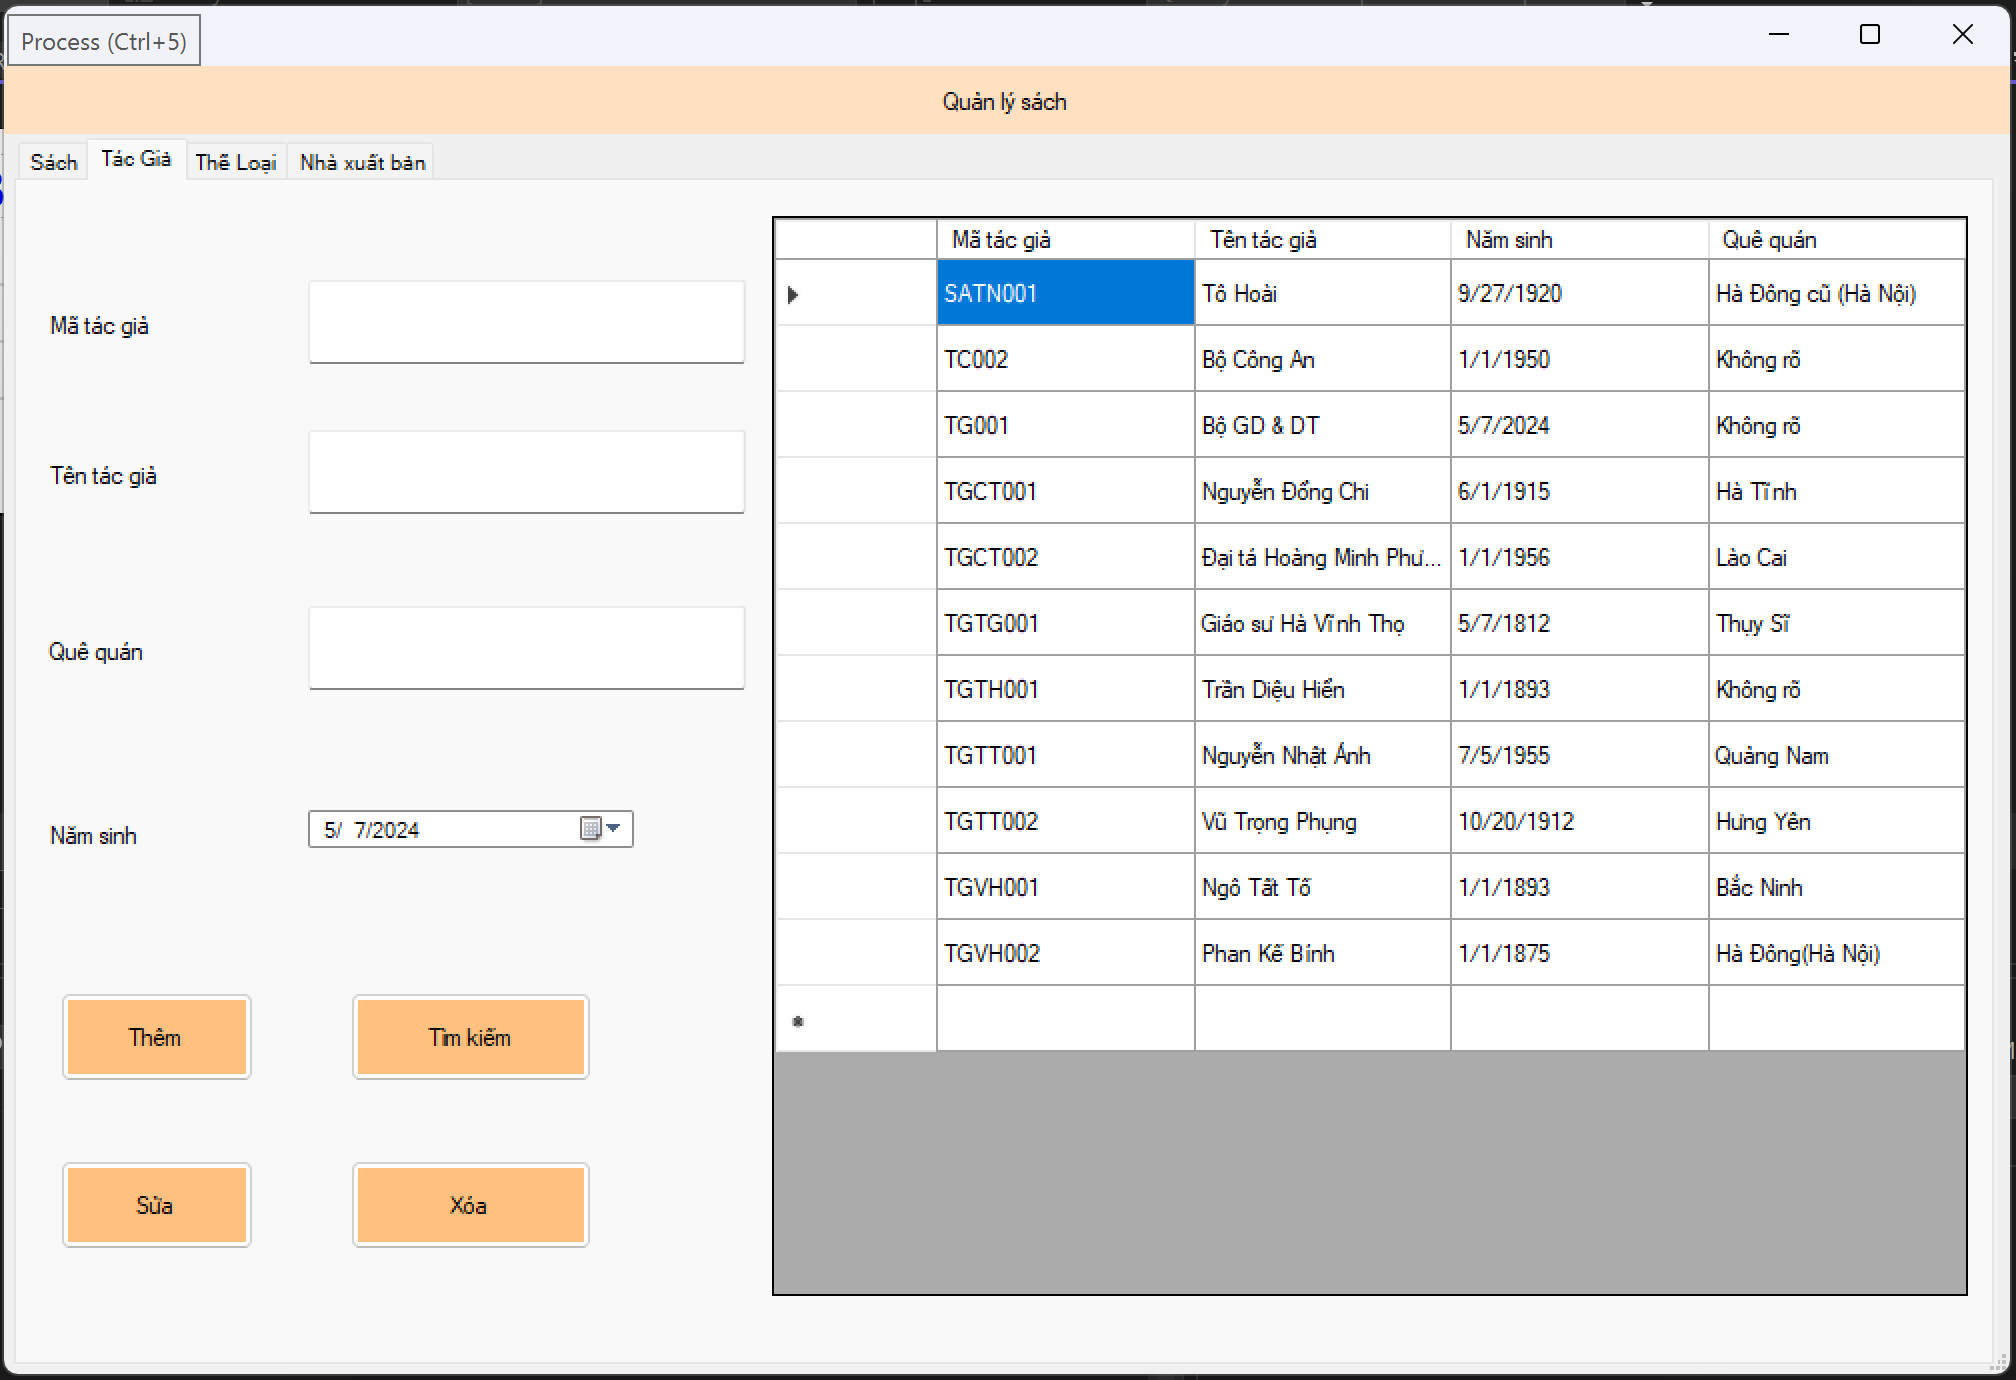 Process (Ctrl+5)
Quản lý sách
Sách Tác Giả Thể Loại Nhà xuất bản
Mã tác giả
Tên tác giả
Quê quán
Năm sinh 5/ 7/2024
Thêm Tìm kiếm
Sửa Xóa
Mã tác giả Tên tác giả Năm sinh Quê quán
SATN001 Tô Hoài 9/27/1920 Hà Đông cũ (Hà Nội)
TC002 Bộ Công An 1/1/1950 Không rõ
TG001 Bộ GD & DT 5/7/2024 Không rõ
TGCT001 Nguyễn Đổng Chi 6/1/1915 Hà Tĩnh
TGCT002 Đại tá Hoàng Minh Phư... 1/1/1956 Lào Cai
TGTG001 Giáo sư Hà Vĩnh Thọ 5/7/1812 Thụy Sĩ
TGTH001 Trần Diệu Hiền 1/1/1893 Không rõ
TGTT001 Nguyễn Nhật Ánh 7/5/1955 Quảng Nam
TGTT002 Vũ Trọng Phụng 10/20/1912 Hưng Yên
TGVH001 Ngô Tất Tố 1/1/1893 Bắc Ninh
TGVH002 Phan Kế Bính 1/1/1875 Hà Đông(Hà Nội)